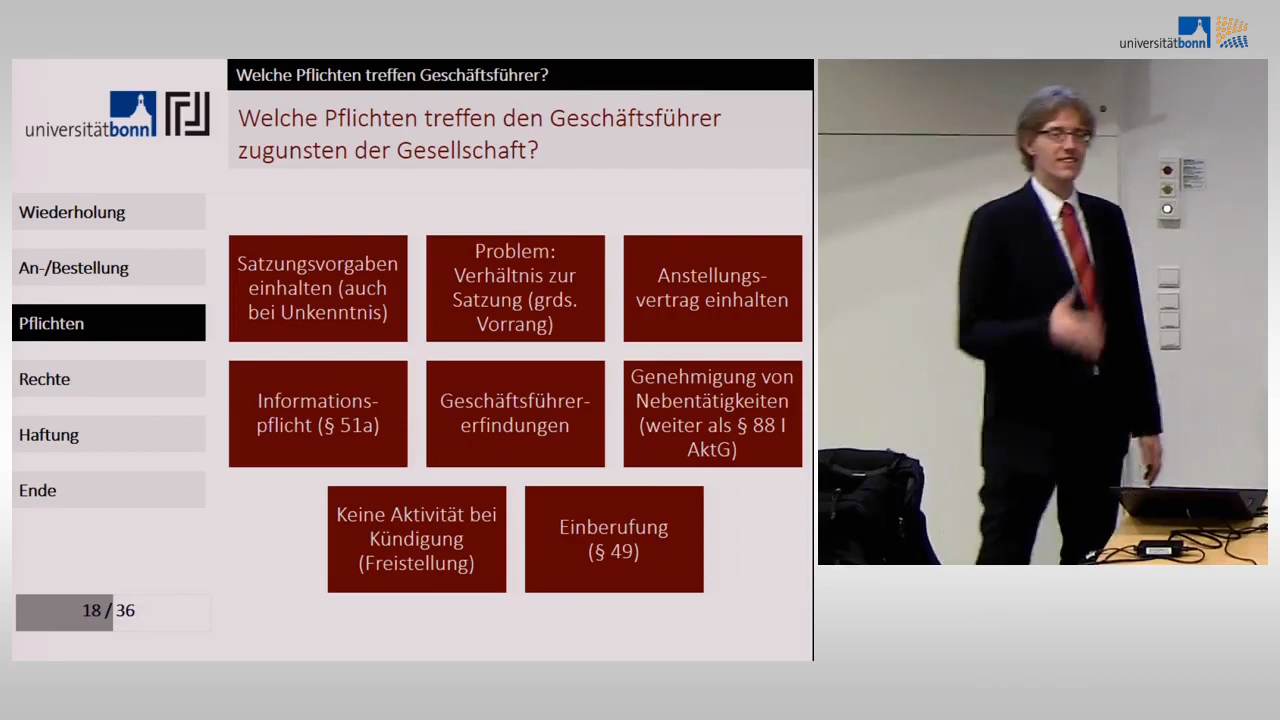 universitätbonn
Welche Pflichten treffen Geschäftsführer?
universitätbonn
Welche Pflichten treffen den Geschäftsführer
zugunsten der Gesellschaft?
Wiederholung
An-/Bestellung
Pflichten
Rechte
Haftung
Ende
18 / 36
Satzungsvorgaben
einhalten (auch
bei Unkenntnis)
Problem:
Verhältnis zur
Satzung (grds.
Vorrang)
Anstellungs-
vertrag einhalten
Informations-
pflicht (§ 51a)
Geschäftsführer-
erfindungen
Genehmigung von
Nebentätigkeiten
(weiter als § 88 I
AktG)
Keine Aktivität bei
Kündigung
(Freistellung)
Einberufung
(§ 49)